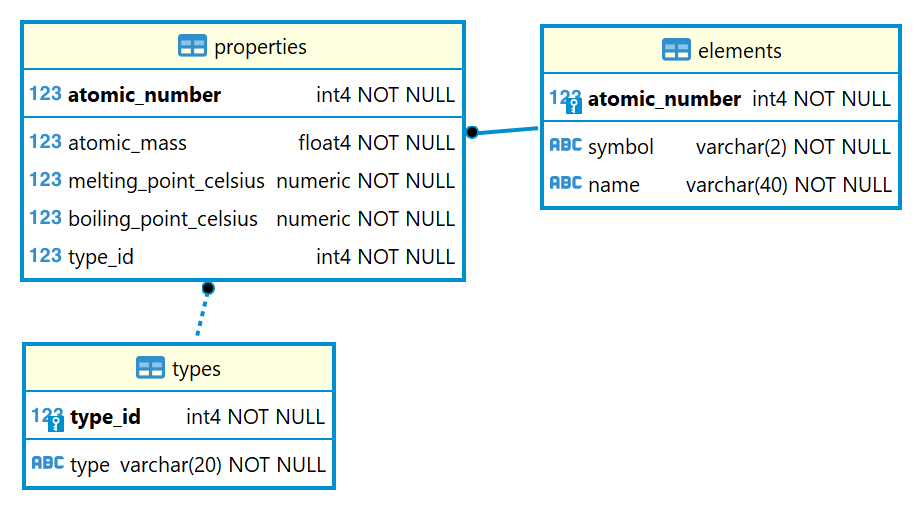 properties
123 atomic_number int4 NOT NULL
123 atomic_mass float4 NOT NULL
123 melting_point_celsius numeric NOT NULL
123 boiling_point_celsius numeric NOT NULL
123 type_id int4 NOT NULL
elements
123 atomic_number int4 NOT NULL
ABC symbol varchar(2) NOT NULL
ABC name varchar(40) NOT NULL
types
123 type_id int4 NOT NULL
ABC type varchar(20) NOT NULL